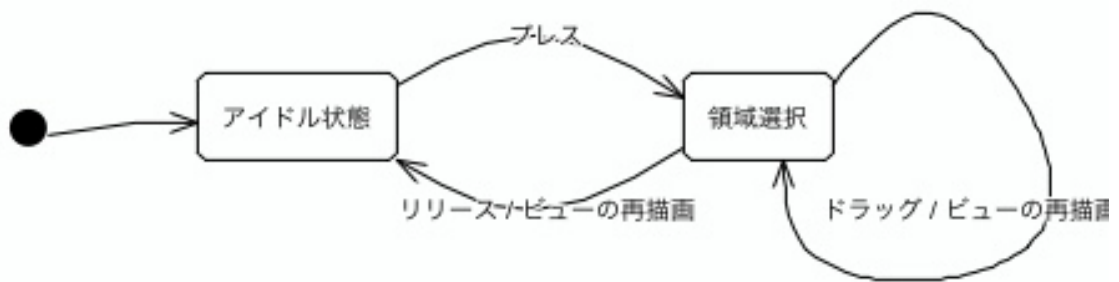 プレス
アイドル状態
領域選択
リリース / ビューの再描画
ドラッグ / ビューの再描画